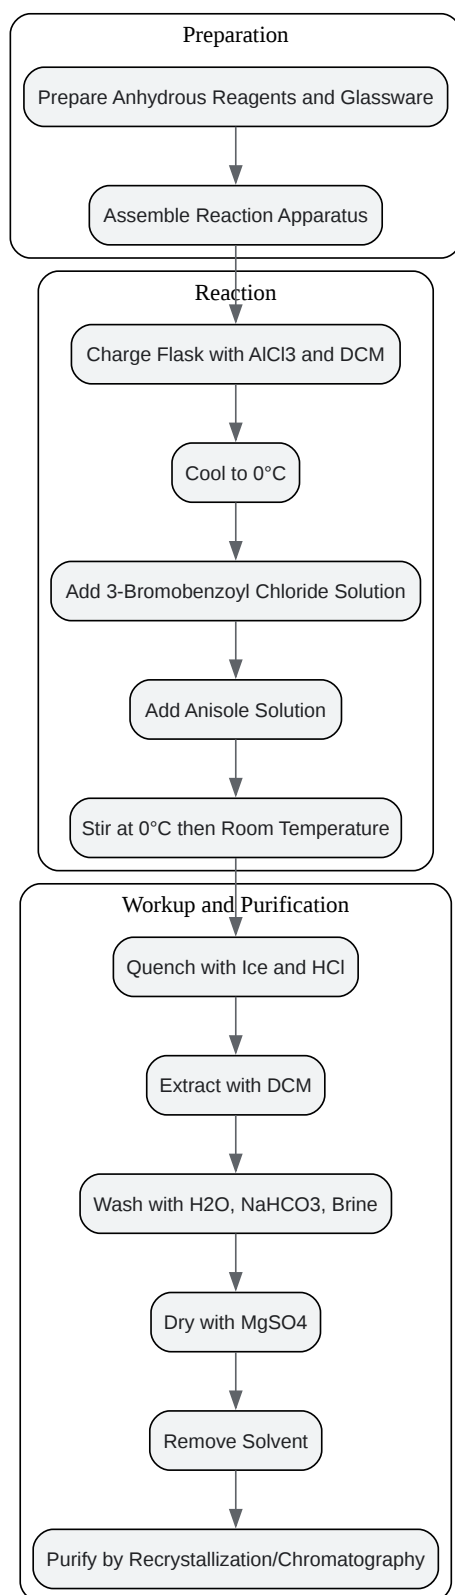 Preparation
Prepare Anhydrous Reagents and Glassware
Assemble Reaction Apparatus
Reaction
Charge Flask with AlCl3 and DCM
Cool to 0°C
Add 3-Bromobenzoyl Chloride Solution
Add Anisole Solution
Stir at 0°C then Room Temperature
Workup and Purification
Quench with Ice and HCl
Extract with DCM
Wash with H2O, NaHCO3, Brine
Dry with MgSO4
Remove Solvent
Purify by Recrystallization/Chromatography